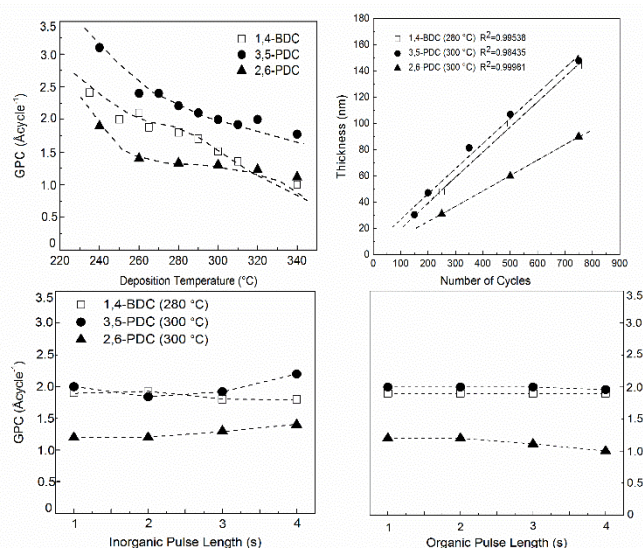 3.5
3.0
2.5
2.0
1.5
1.0
0.5
0
GPC (Åcycle-1)
1,4-BDC
3,5-PDC
2,6-PDC
220 240 260 280 300 320 340
Deposition Temperature (°C)
180
160
140
120
100
80
60
40
20
0
Thickness (nm)
1,4-BDC (280 °C) R²=0.99538
3,5-PDC (300 °C) R²=0.98435
2,6 PDC (300 °C) R²=0.99981
0 100 200 300 400 500 600 700 800 900
Number of Cycles
3.5
3.0
2.5
2.0
1.5
1.0
0.5
0
GPC (Åcycle-
1,4-BDC (280 °C)
3,5-PDC (300 °C)
2,6-PDC (300 °C)
1 2 3 4
Inorganic Pulse Length (s)
3.5
3.0
2.5
2.0
1.5
1.0
0.5
0
1 2 3 4
Organic Pulse Length (s)